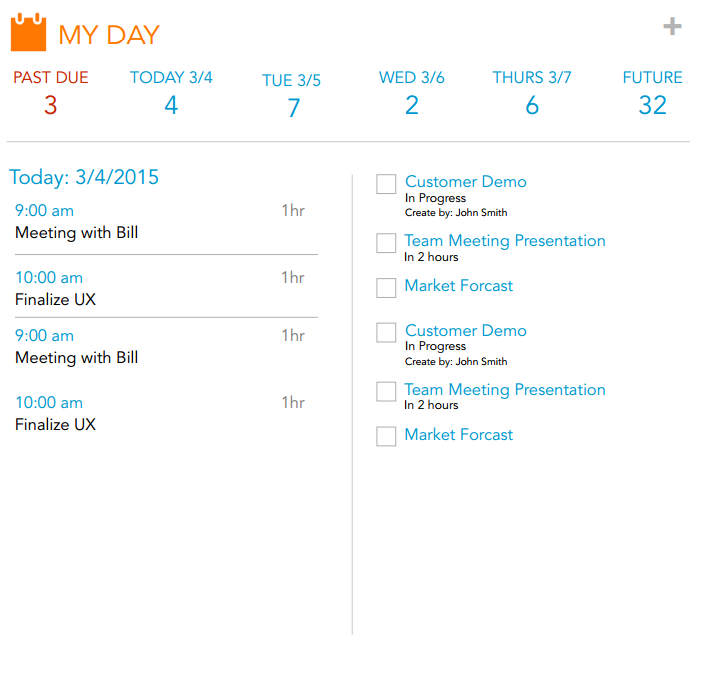 MY DAY
+
PAST DUE TODAY 3/4 TUE 3/5 WED 3/6 THURS 3/7 FUTURE
3 4 7 2 6 32
Today: 3/4/2015
9:00 am 1hr
Meeting with Bill
10:00 am 1hr
Finalize UX
9:00 am 1hr
Meeting with Bill
10:00 am 1hr
Finalize UX
Customer Demo
In Progress
Create by: John Smith
Team Meeting Presentation
In 2 hours
Market Forcast
Customer Demo
In Progress
Create by: John Smith
Team Meeting Presentation
In 2 hours
Market Forcast